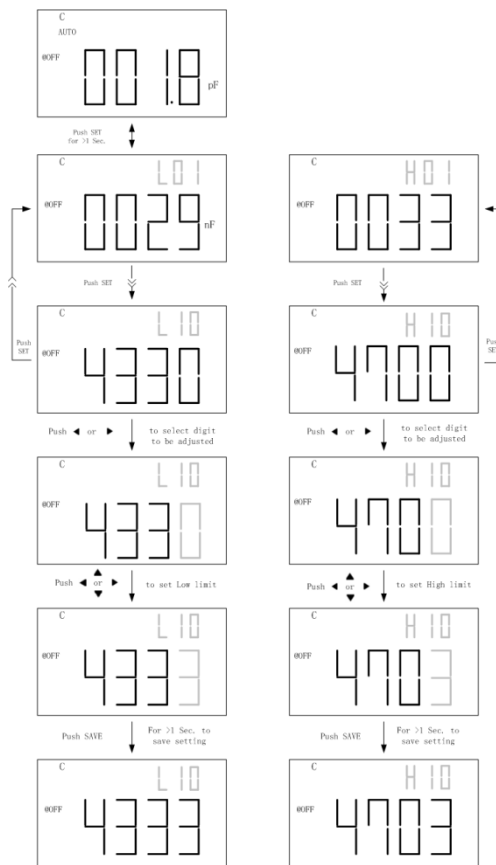 C
AUTO
@OFF
001.8
pF
Push SET
for >1 Sec.
C
L01
@OFF
0029
nF
Push SET
Push
SET
C
L10
@OFF
4330
Push ◀ or ▶
to select digit
to be adjusted
C
L10
@OFF
4330
Push ◀ or ▶
▲
▼
to set Low limit
C
L10
@OFF
4333
Push SAVE
For >1 Sec. to
save setting
C
L10
@OFF
4333
C
H01
@OFF
0033
Push SET
C
H10
@OFF
4700
Push ◀ or ▶
to select digit
to be adjusted
C
H10
@OFF
4700
Push ◀ or ▶
▲
▼
to set High limit
C
H10
@OFF
4703
Push SAVE
For >1 Sec. to
save setting
C
H10
@OFF
4703